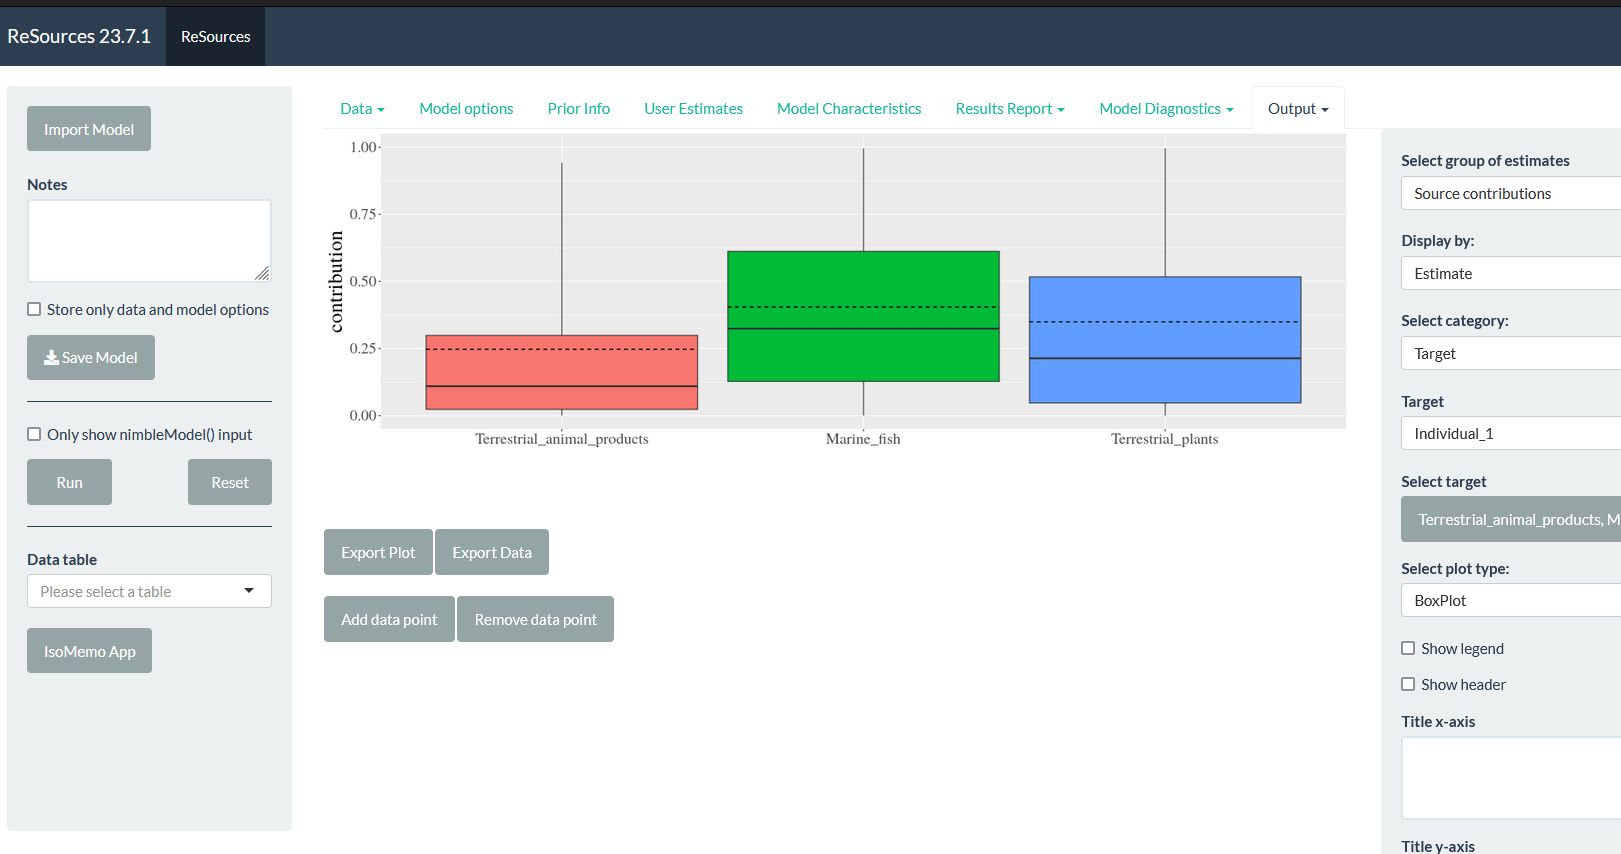 ReSources 23.7.1 ReSources
Import Model
Notes
Store only data and model options
Save Model
Only show nimbleModel() input
Run Reset
Data table
Please select a table
IsoMemo App
Data Model options Prior Info User Estimates Model Characteristics Results Report Model Diagnostics Output
contribution
1.00
0.75
0.50
0.25
0.00
Terrestrial_animal_products Marine_fish Terrestrial_plants
Export Plot Export Data
Add data point Remove data point
Select group of estimates
Source contributions
Display by:
Estimate
Select category:
Target
Target
Individual_1
Select target
Terrestrial_animal_products, M
Select plot type:
BoxPlot
Show legend
Show header
Title x-axis
Title y-axis